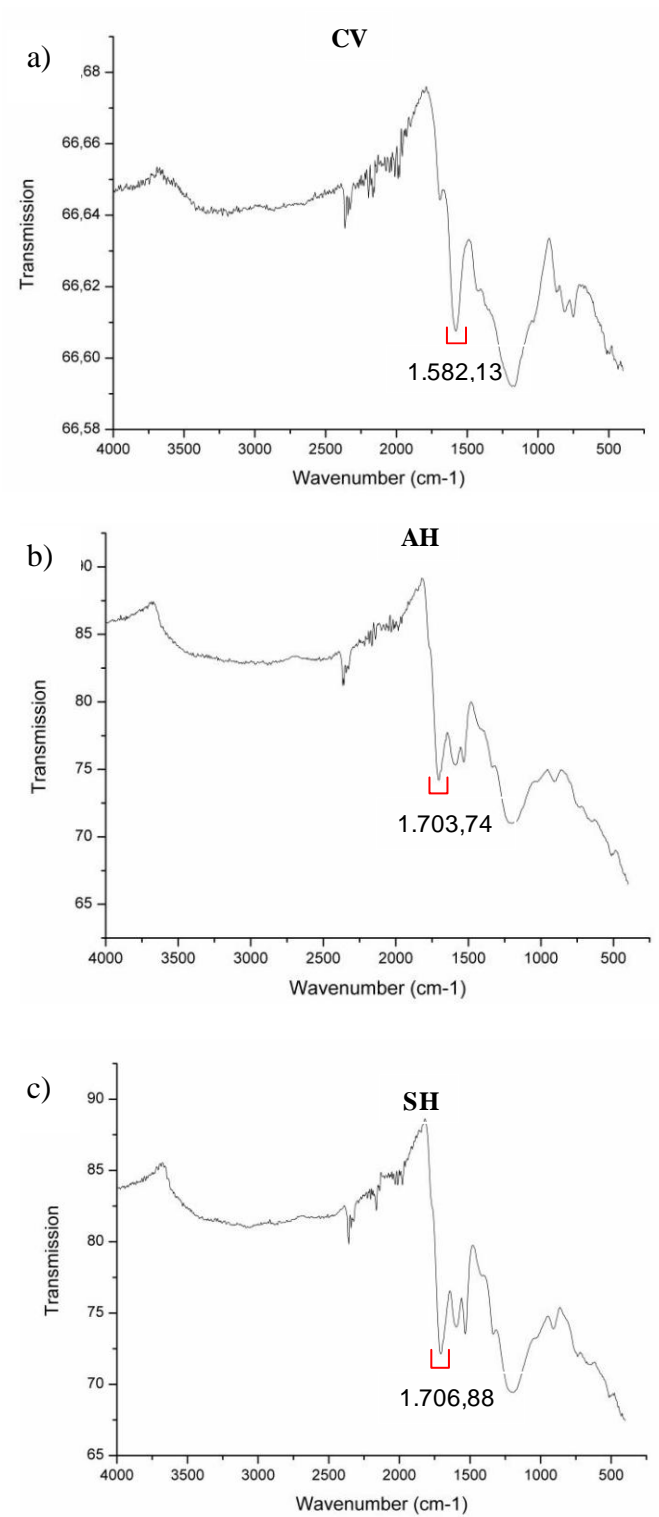 a)
CV
,68
66,66
66,64
66,62
66,60
66,58
Transmission
1.582,13
4000 3500 3000 2500 2000 1500 1000 500
Wavenumber (cm-1)
b)
AH
90
85
80
75
70
65
Transmission
1.703,74
4000 3500 3000 2500 2000 1500 1000 500
Wavenumber (cm-1)
c)
SH
90
85
80
75
70
65
Transmission
1.706,88
4000 3500 3000 2500 2000 1500 1000 500
Wavenumber (cm-1)